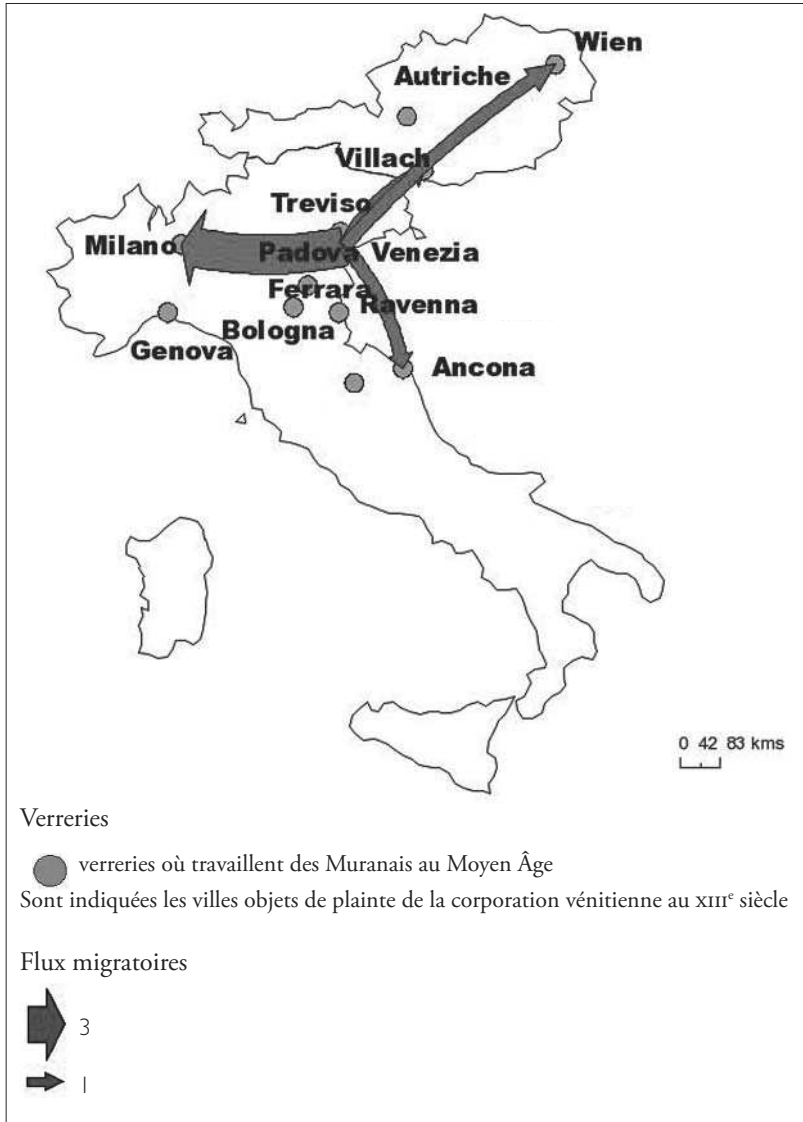 Wien
Autriche
Villach
Treviso
Milano
Padova Venezia
Ferrara
Ravenna
Bologna
Genova
Ancona
0 42 83 kms
Verreries
verreries où travaillent des Muranais au Moyen Âge
Sont indiquées les villes objets de plainte de la corporation vénitienne au XIIIe siècle
Flux migratoires
3
1